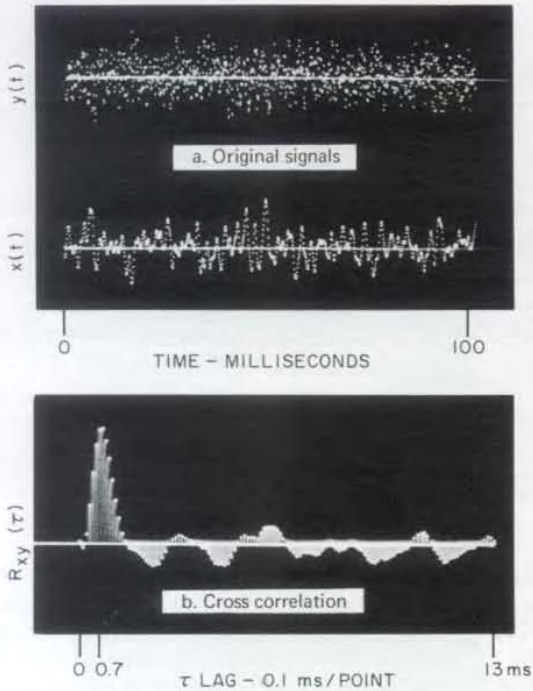 y(t)
a. Original signals
x(t)
0 100
TIME – MILLISECONDS
Rxy (τ)
b. Cross correlation
0 0.7 13 ms
τ LAG – 0.1 ms/POINT